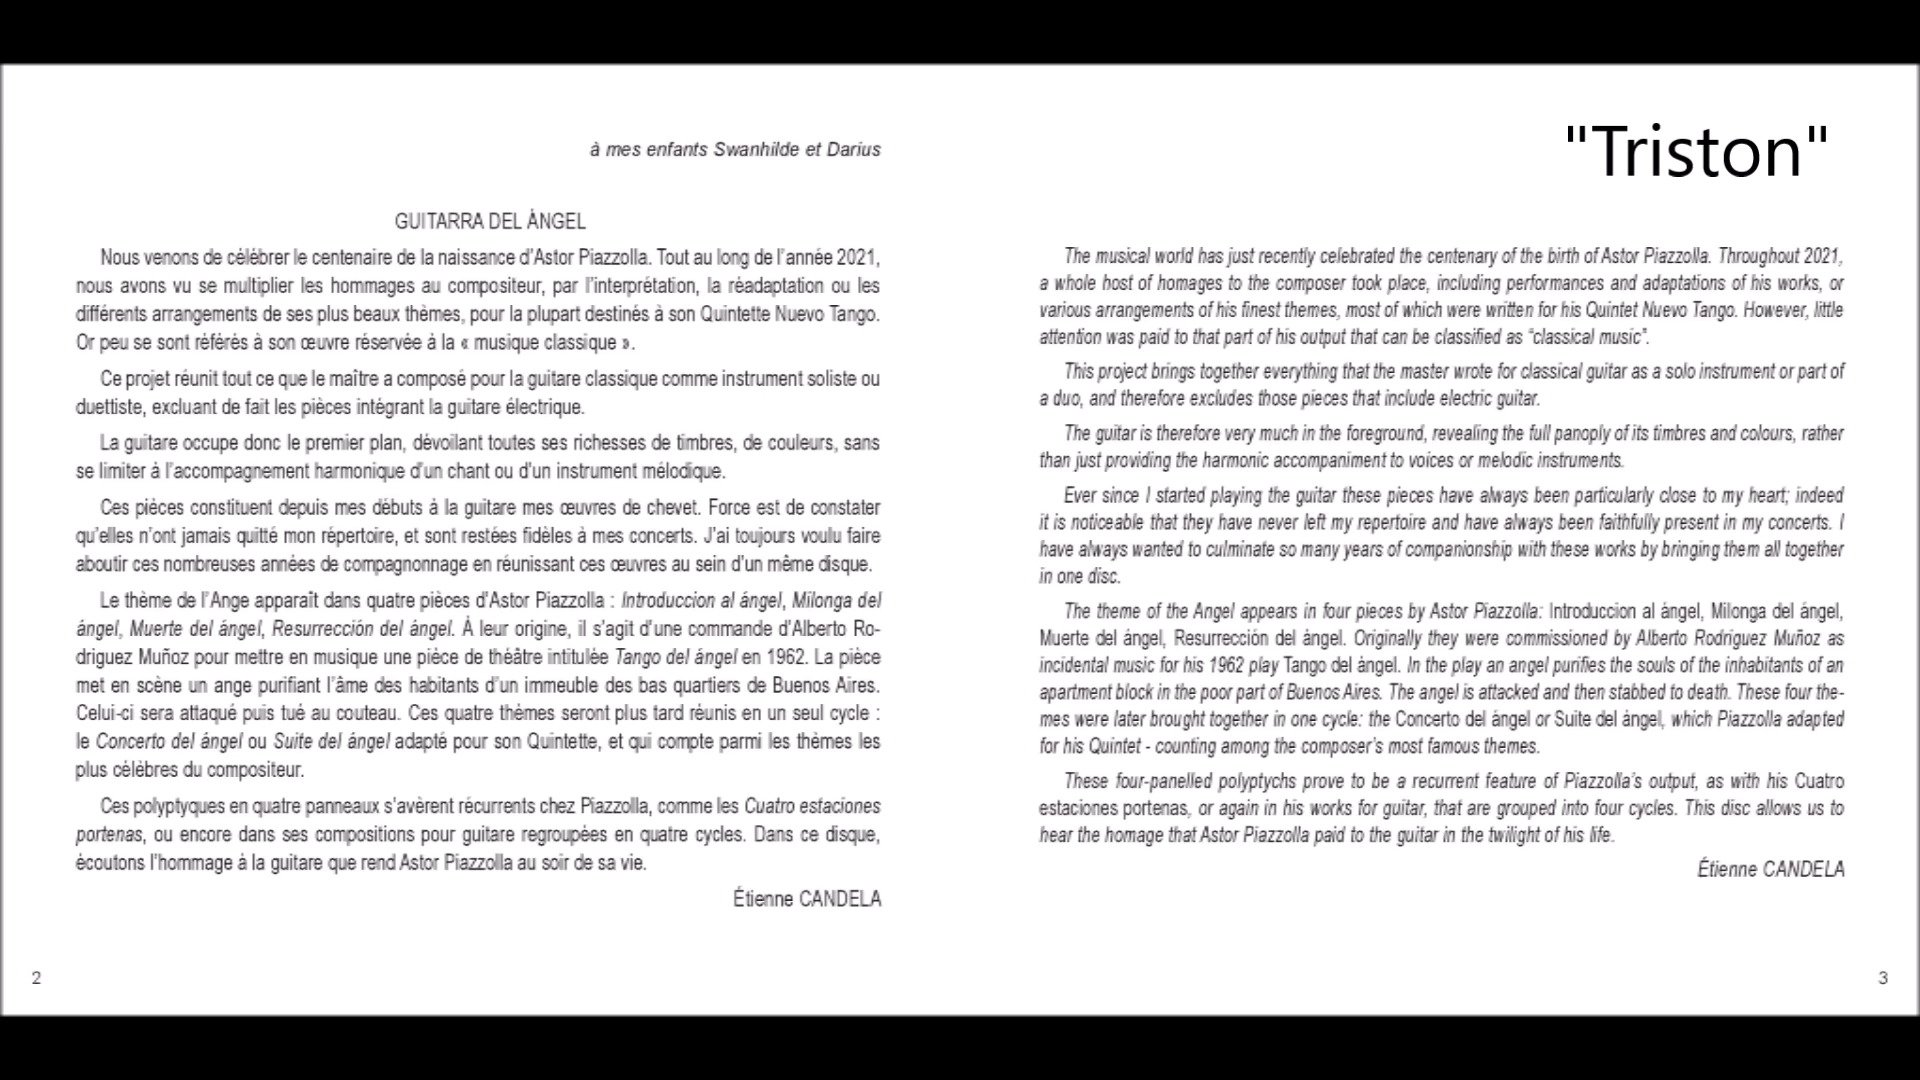 à mes enfants Swanhilde et Darius
GUITARRA DEL ÁNGEL
Nous venons de célébrer le centenaire de la naissance d'Astor Piazzolla. Tout au long de l'année 2021,
nous avons vu se multiplier les hommages au compositeur, par l'interprétation, la réadaptation ou les
différents arrangements de ses plus beaux thèmes, pour la plupart destinés à son Quintette Nuevo Tango.
Or peu se sont référés à son œuvre réservée à la « musique classique ».
Ce projet réunit tout ce que le maître a composé pour la guitare classique comme instrument soliste ou
duettiste, excluant de fait les pièces intégrant la guitare électrique.
La guitare occupe donc le premier plan, dévoilant toutes ses richesses de timbres, de couleurs, sans
se limiter à l'accompagnement harmonique d'un chant ou d'un instrument mélodique.
Ces pièces constituent depuis mes débuts à la guitare mes œuvres de chevet. Force est de constater
qu'elles n'ont jamais quitté mon répertoire, et sont restées fidèles à mes concerts. J'ai toujours voulu faire
aboutir ces nombreuses années de compagnonnage en réunissant ces œuvres au sein d'un même disque.
Le thème de l'Ange apparaît dans quatre pièces d'Astor Piazzolla : Introduccion al ángel, Milonga del
ángel, Muerte del ángel, Resurrección del ángel. À leur origine, il s'agit d'une commande d'Alberto Ro-
driguez Muñoz pour mettre en musique une pièce de théâtre intitulée Tango del ángel en 1962. La pièce
met en scène un ange purifiant l'âme des habitants d'un immeuble des bas quartiers de Buenos Aires.
Celui-ci sera attaqué puis tué au couteau. Ces quatre thèmes seront plus tard réunis en un seul cycle :
le Concerto del ángel ou Suite del ángel adapté pour son Quintette, et qui compte parmi les thèmes les
plus célèbres du compositeur.
Ces polyptyques en quatre panneaux s'avèrent récurrents chez Piazzolla, comme les Cuatro estaciones
portenas, ou encore dans ses compositions pour guitare regroupées en quatre cycles. Dans ce disque,
écoutons l'hommage à la guitare que rend Astor Piazzolla au soir de sa vie.
Étienne CANDELA
2
"Triston"
The musical world has just recently celebrated the centenary of the birth of Astor Piazzolla. Throughout 2021,
a whole host of homages to the composer took place, including performances and adaptations of his works, or
various arrangements of his finest themes, most of which were written for his Quintet Nuevo Tango. However, little
attention was paid to that part of his output that can be classified as "classical music".
This project brings together everything that the master wrote for classical guitar as a solo instrument or part of
a duo, and therefore excludes those pieces that include electric guitar.
The guitar is therefore very much in the foreground, revealing the full panoply of its timbres and colours, rather
than just providing the harmonic accompaniment to voices or melodic instruments.
Ever since I started playing the guitar these pieces have always been particularly close to my heart; indeed
it is noticeable that they have never left my repertoire and have always been faithfully present in my concerts. I
have always wanted to culminate so many years of companionship with these works by bringing them all together
in one disc.
The theme of the Angel appears in four pieces by Astor Piazzolla: Introduccion al ángel, Milonga del ángel,
Muerte del ángel, Resurrección del ángel. Originally they were commissioned by Alberto Rodriguez Muñoz as
incidental music for his 1962 play Tango del ángel. In the play an angel purifies the souls of the inhabitants of an
apartment block in the poor part of Buenos Aires. The angel is attacked and then stabbed to death. These four the-
mes were later brought together in one cycle: the Concerto del ángel or Suite del ángel, which Piazzolla adapted
for his Quintet - counting among the composer's most famous themes.
These four-panelled polyptychs prove to be a recurrent feature of Piazzolla's output, as with his Cuatro
estaciones portenas, or again in his works for guitar, that are grouped into four cycles. This disc allows us to
hear the homage that Astor Piazzolla paid to the guitar in the twilight of his life.
Étienne CANDELA
3